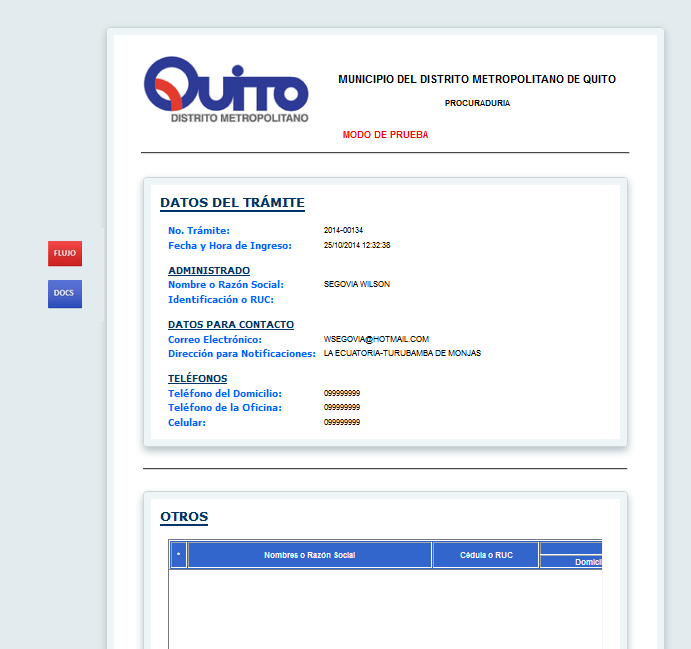 QUITO
DISTRITO METROPOLITANO
MUNICIPIO DEL DISTRITO METROPOLITANO DE QUITO
PROCURADURIA
MODO DE PRUEBA
FLUJO
DOCS
DATOS DEL TRÁMITE
No. Trámite: 2014-00134
Fecha y Hora de Ingreso: 25/10/2014 12:32:38
ADMINISTRADO
Nombre o Razón Social: SEGOVIA WILSON
Identificación o RUC:
DATOS PARA CONTACTO
Correo Electrónico: WSEGOVIA@HOTMAIL.COM
Dirección para Notificaciones: LA ECUATORIA-TURUBAMBA DE MONJAS
TELÉFONOS
Teléfono del Domicilio: 099999999
Teléfono de la Oficina: 099999999
Celular: 099999999
OTROS
* Nombres o Razón Social Cédula o RUC